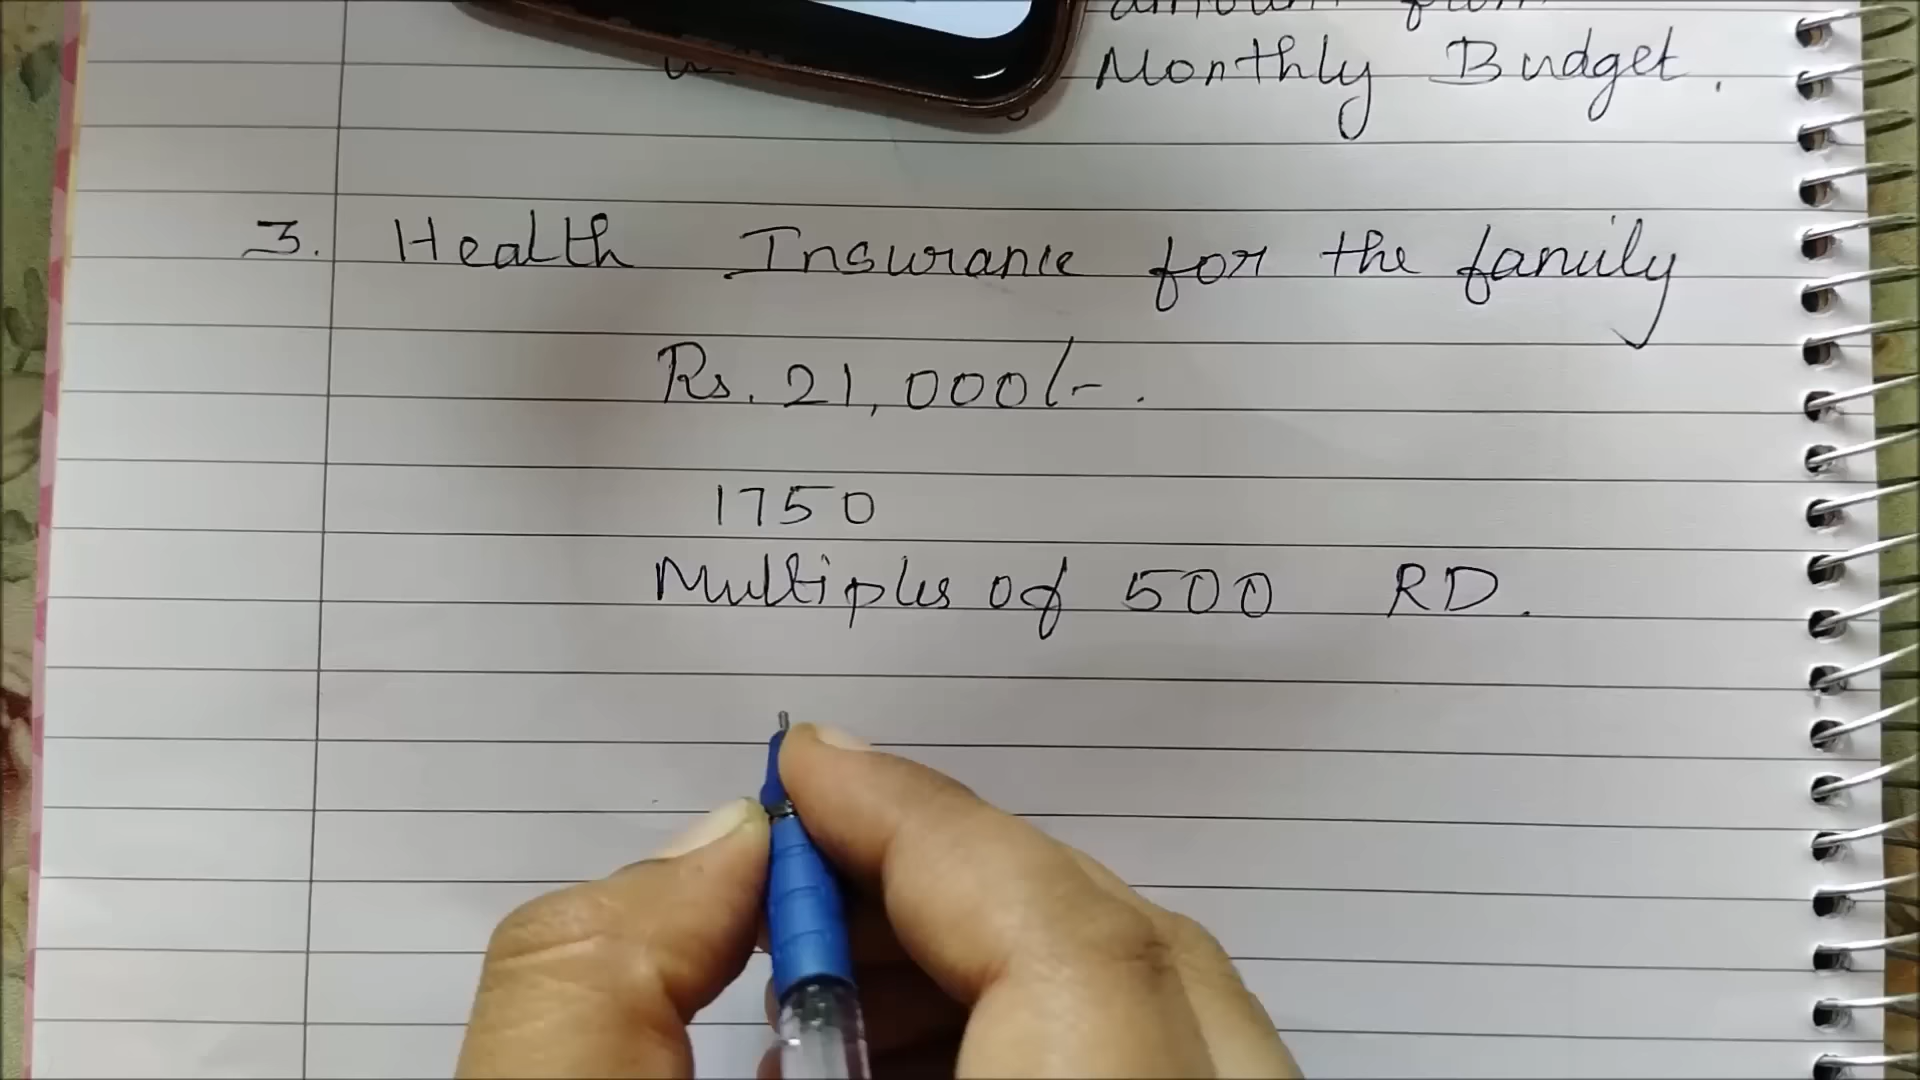 Monthly Budget.
3. Health Insurance for the family
Rs. 21,000/-.
1750
Multiples of 500 RD.